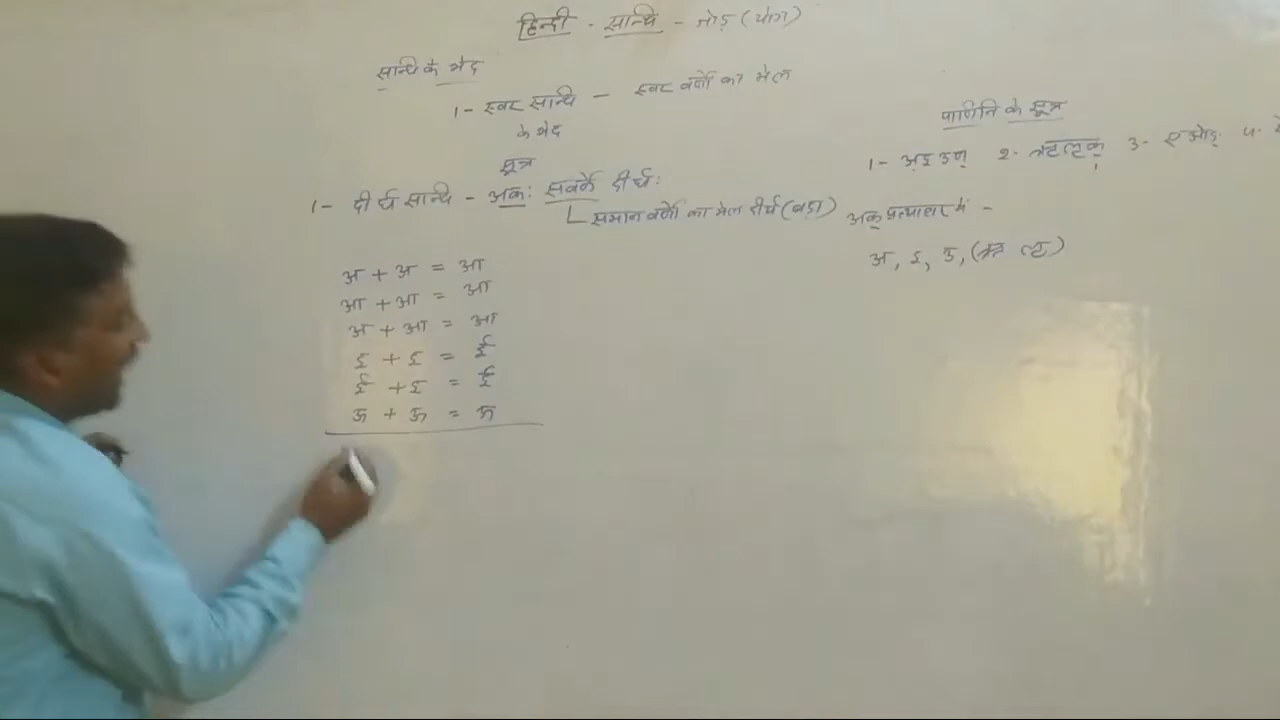 हिन्दी - सन्धि - जोड़ (योग)
सन्धि के भेद
1- स्वर सन्धि - स्वर वर्णो का मेल
के भेद
सूत्र
1- दीर्घ सन्धि - अकः सवर्णे दीर्घः
समान वर्णो का मेल दीर्घ (बड़ा)
अ + अ = आ
आ + आ = आ
अ + आ = आ
इ + इ = ई
ई + इ = ई
ऊ + ऊ = ऊ
पाणिनि के सूत्र
1- अइउण् 2- ऋलृक् 3- एओङ् 4-
अक् प्रत्याहार में -
अ, इ, उ, (ऋ लृ)